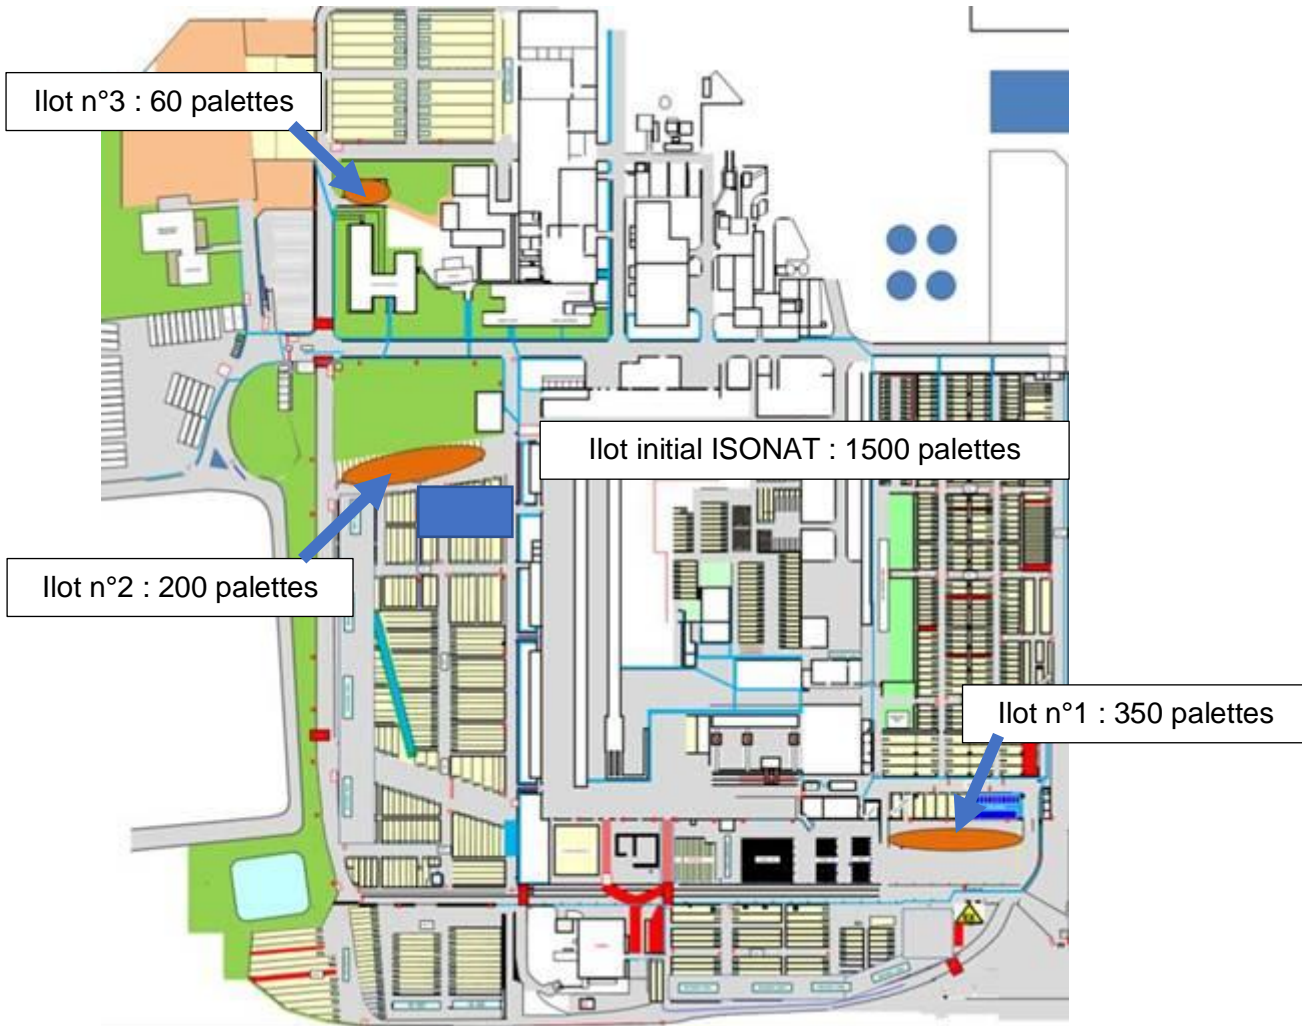 Ilot n°3 : 60 palettes
Ilot initial ISONAT : 1500 palettes
Ilot n°2 : 200 palettes
Ilot n°1 : 350 palettes